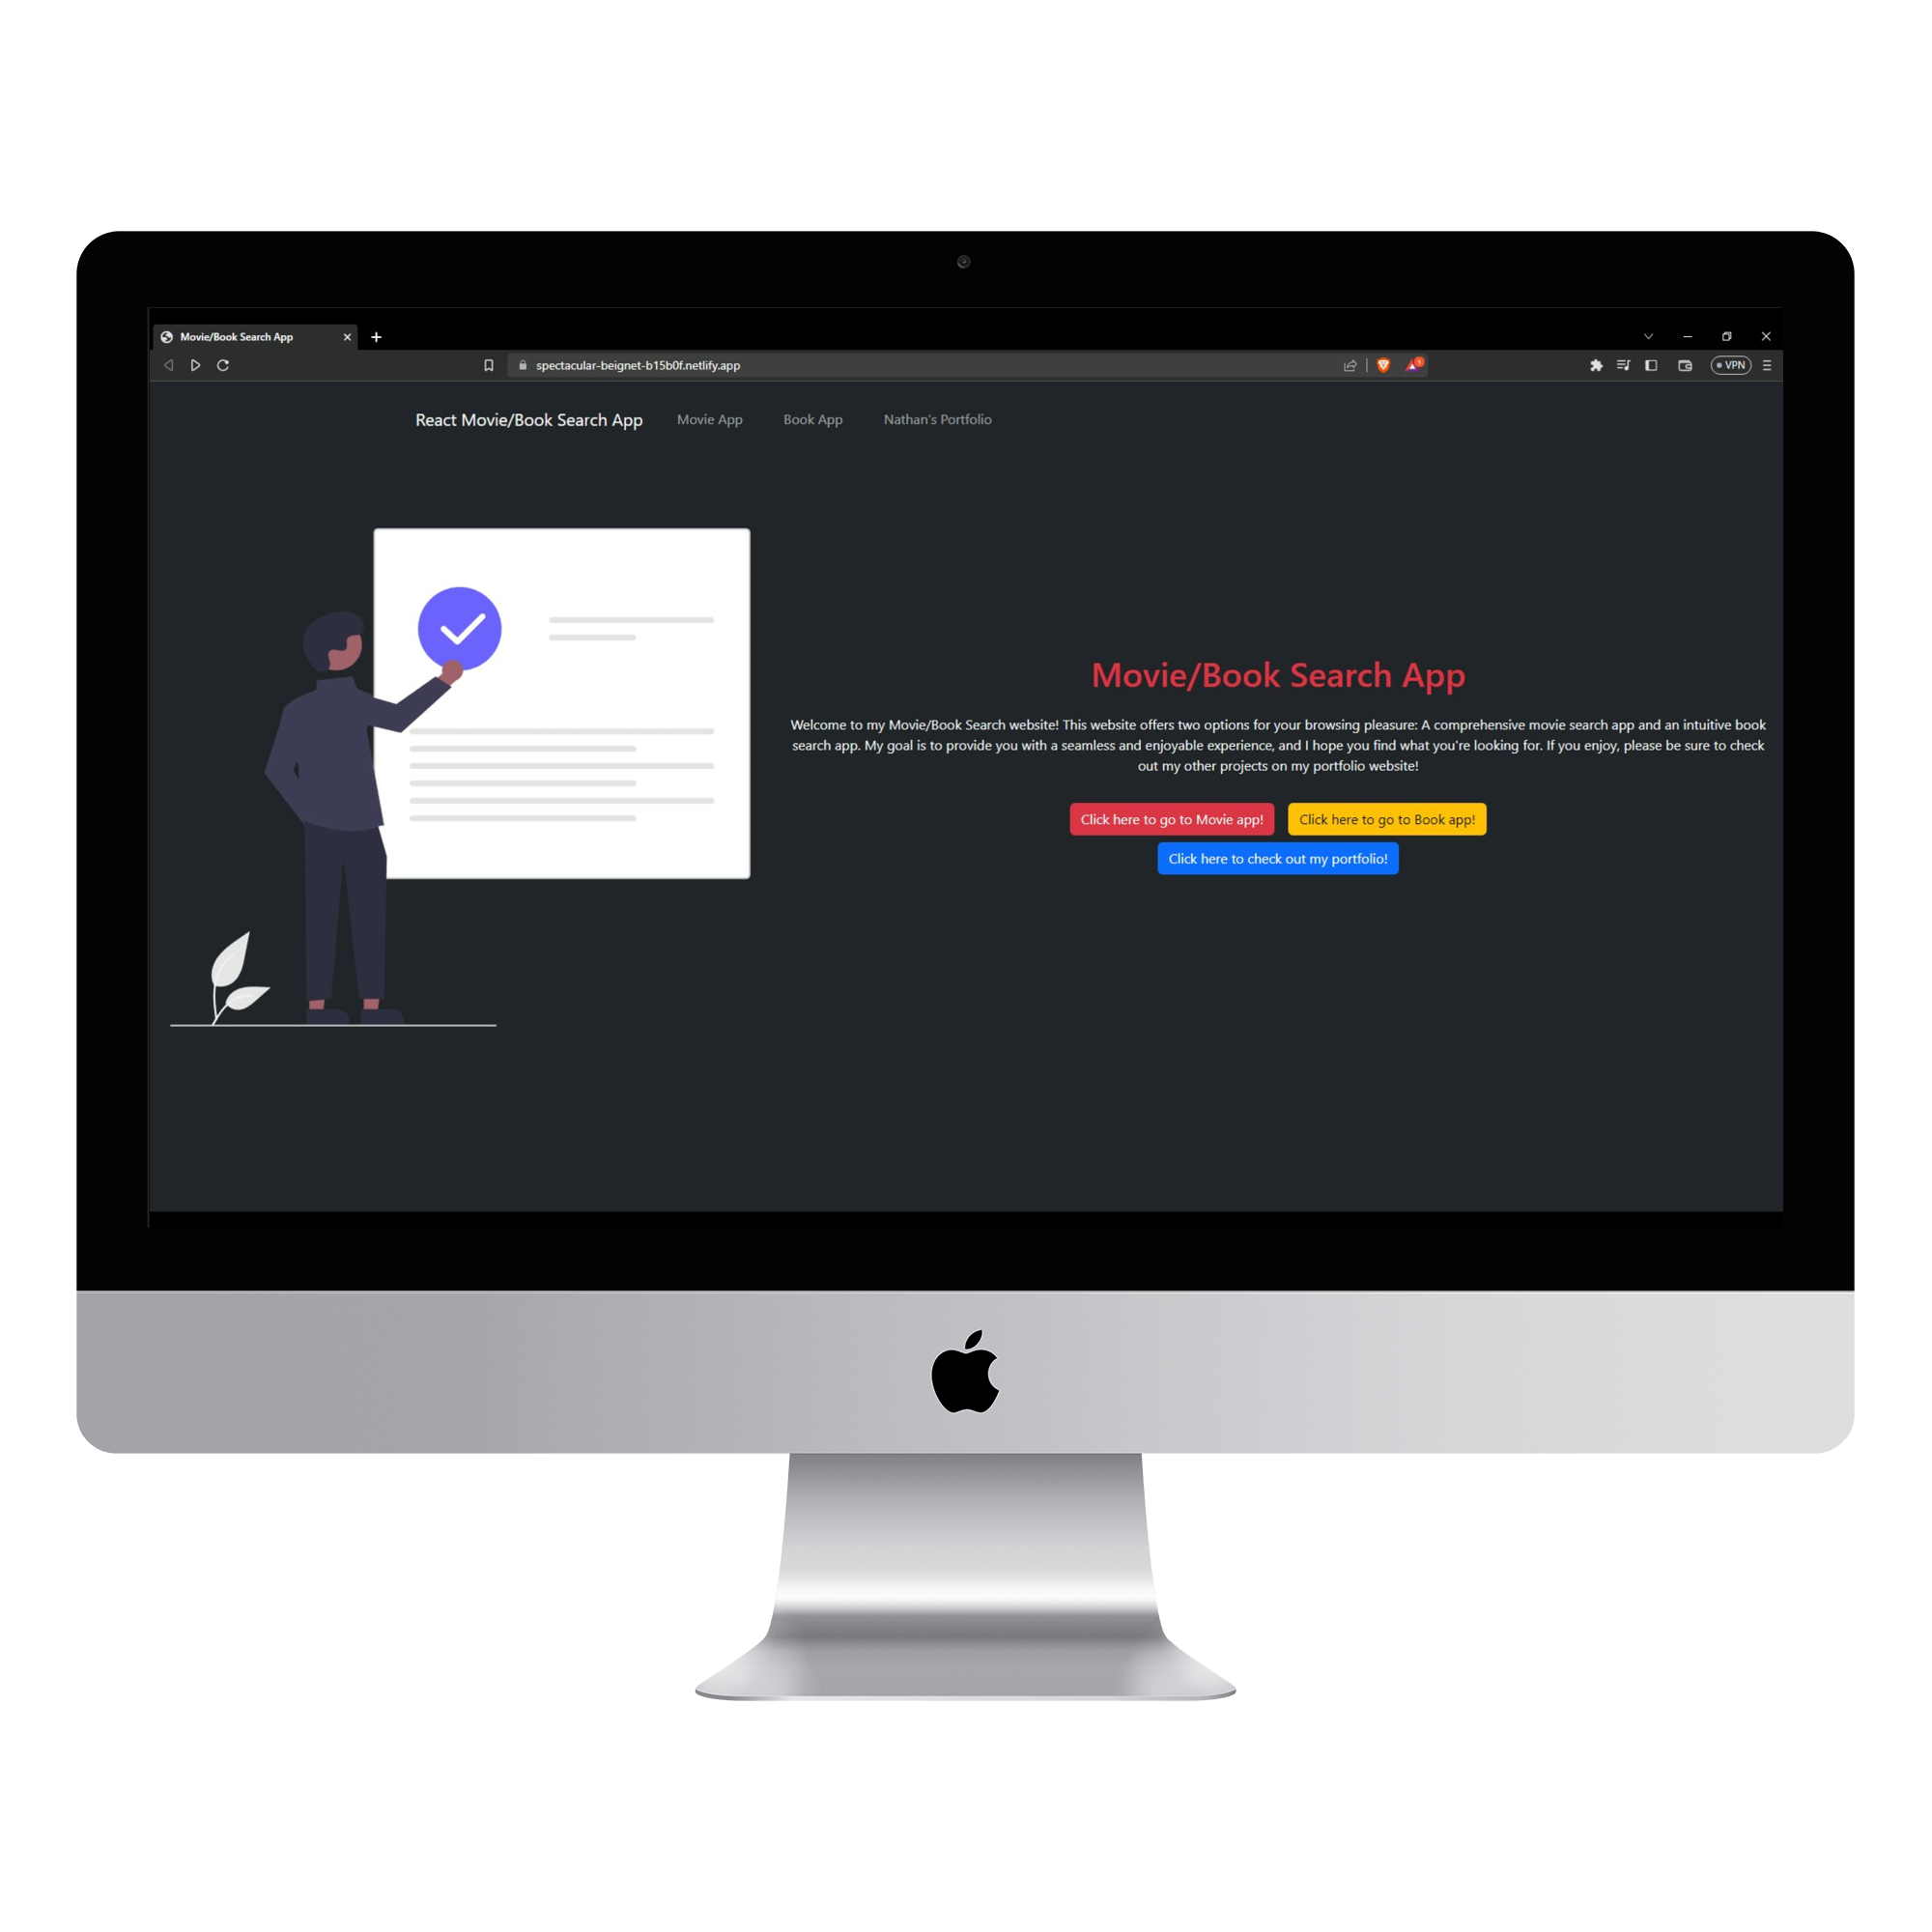 Movie/Book Search App
spectacular-beignet-b15b0f.netlify.app
1
VPN
React Movie/Book Search App Movie App Book App Nathan's Portfolio
Movie/Book Search App
Welcome to my Movie/Book Search website! This website offers two options for your browsing pleasure: A comprehensive movie search app and an intuitive book
search app. My goal is to provide you with a seamless and enjoyable experience, and I hope you find what you're looking for. If you enjoy, please be sure to check
out my other projects on my portfolio website!
Click here to go to Movie app! Click here to go to Book app!
Click here to check out my portfolio!